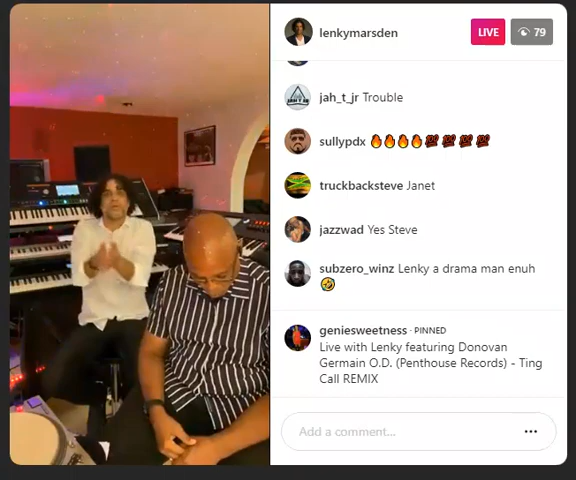 lenkymarsden
LIVE
79
jah_t_jr Trouble
sullypdx 🔥🔥🔥🔥💯💯💯💯
truckbacksteve Janet
jazzwad Yes Steve
subzero_winz Lenky a drama man enuh
🤣
geniesweetness · PINNED
Live with Lenky featuring Donovan
Germain O.D. (Penthouse Records) - Ting
Call REMIX
Add a comment...